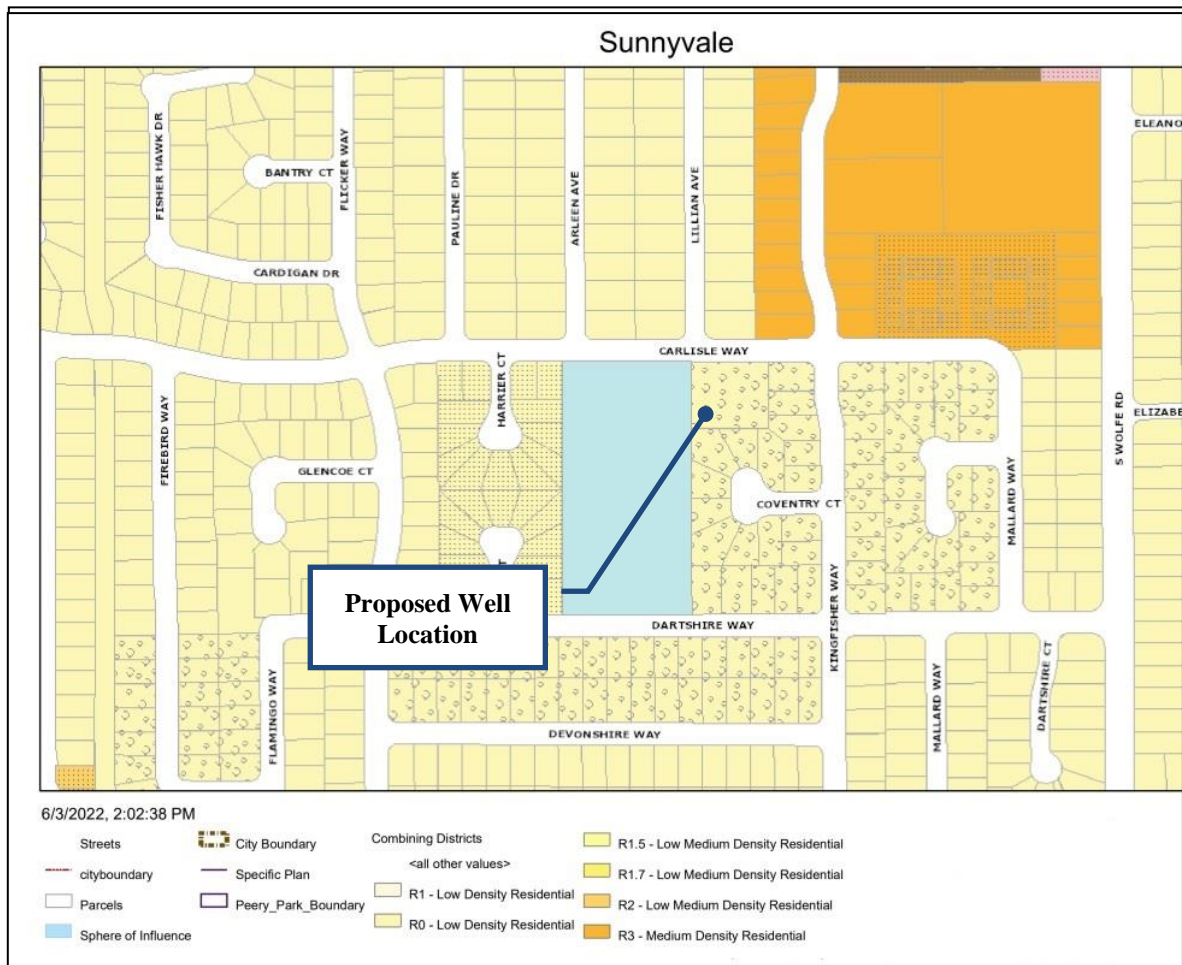 Sunnyvale
FISHER HAWK DR
BANTRY CT
FLICKER WAY
PAULINE DR
ARLEEN AVE
LILLIAN AVE
ELEANO
CARDIGAN DR
CARLISLE WAY
HARRIER CT
FIREBIRD WAY
GLENCOE CT
COVENTRY CT
MALLARD WAY
S WOLFE RD
ELIZABE
Proposed Well
Location
T
DARTSHIRE WAY
KINGFISHER WAY
FLAMINGO WAY
DEVONSHIRE WAY
MALLARD WAY
DARTSHIRE CT
6/3/2022, 2:02:38 PM
Streets
cityboundary
Parcels
Sphere of Influence
City Boundary
Specific Plan
Peery_Park_Boundary
Combining Districts
<all other values>
R1 - Low Density Residential
R0 - Low Density Residential
R1.5 - Low Medium Density Residential
R1.7 - Low Medium Density Residential
R2 - Low Medium Density Residential
R3 - Medium Density Residential